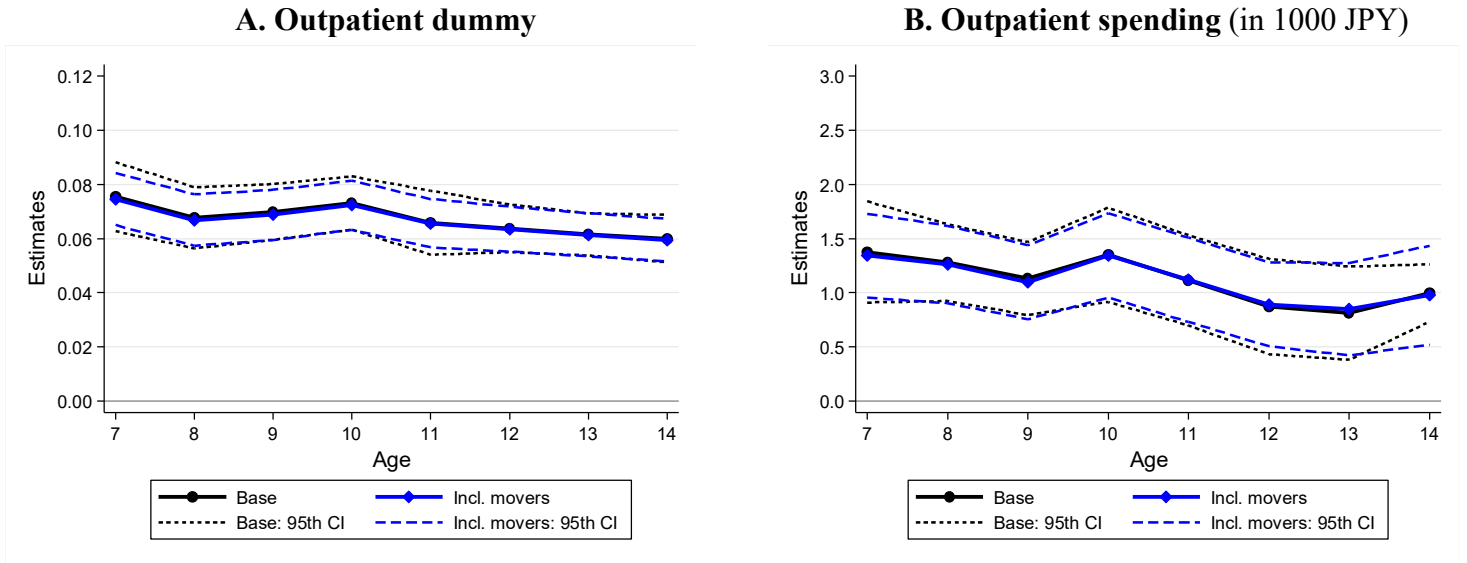 A. Outpatient dummy
0.12
0.10
0.08
0.06
0.04
0.02
0.00
Estimates
7 8 9 10 11 12 13 14
Age
Base
Incl. movers
Base: 95th CI
Incl. movers: 95th CI
B. Outpatient spending (in 1000 JPY)
3.0
2.5
2.0
1.5
1.0
0.5
0.0
Estimates
7 8 9 10 11 12 13 14
Age
Base
Incl. movers
Base: 95th CI
Incl. movers: 95th CI